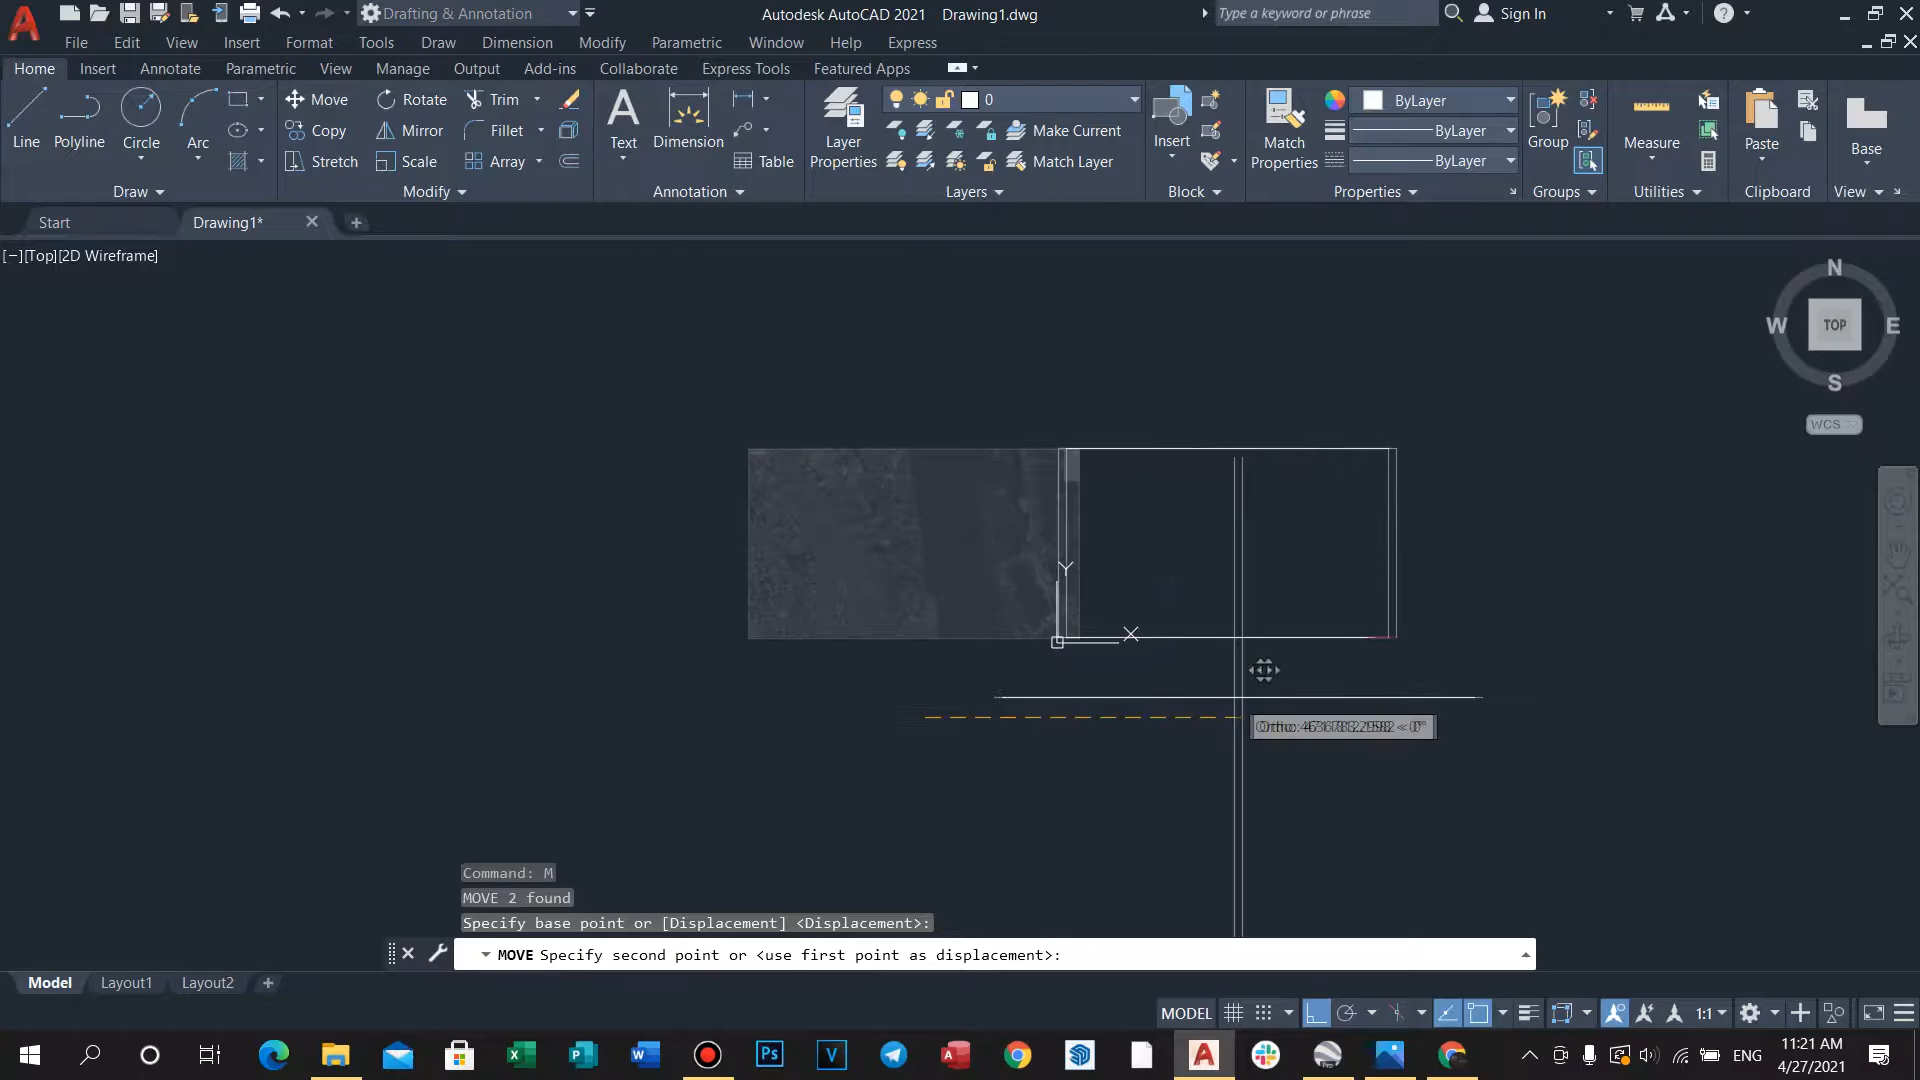 Drafting & Annotation
Autodesk AutoCAD 2021 Drawing1.dwg
Type a keyword or phrase
Sign In
File Edit View Insert Format Tools Draw Dimension Modify Parametric Window Help Express
Home Insert Annotate Parametric View Manage Output Add-ins Collaborate Express Tools Featured Apps
Line Polyline Circle Arc
Move Rotate Trim
Copy Mirror Fillet
Stretch Scale Array
Text Dimension Table
Layer Properties
0
Make Current
Match Layer
Insert
Match Properties
ByLayer
ByLayer
ByLayer
Group
Measure
Paste
Base
Draw Modify Annotation Layers Block Properties Groups Utilities Clipboard View
Start Drawing1*
[−][Top][2D Wireframe]
N
W TOP E
S
WCS
Y
X
Command: M
MOVE 2 found
Specify base point or [Displacement] <Displacement>:
MOVE Specify second point or <use first point as displacement>:
Model Layout1 Layout2
MODEL 1:1
ENG
11:21 AM
4/27/2021